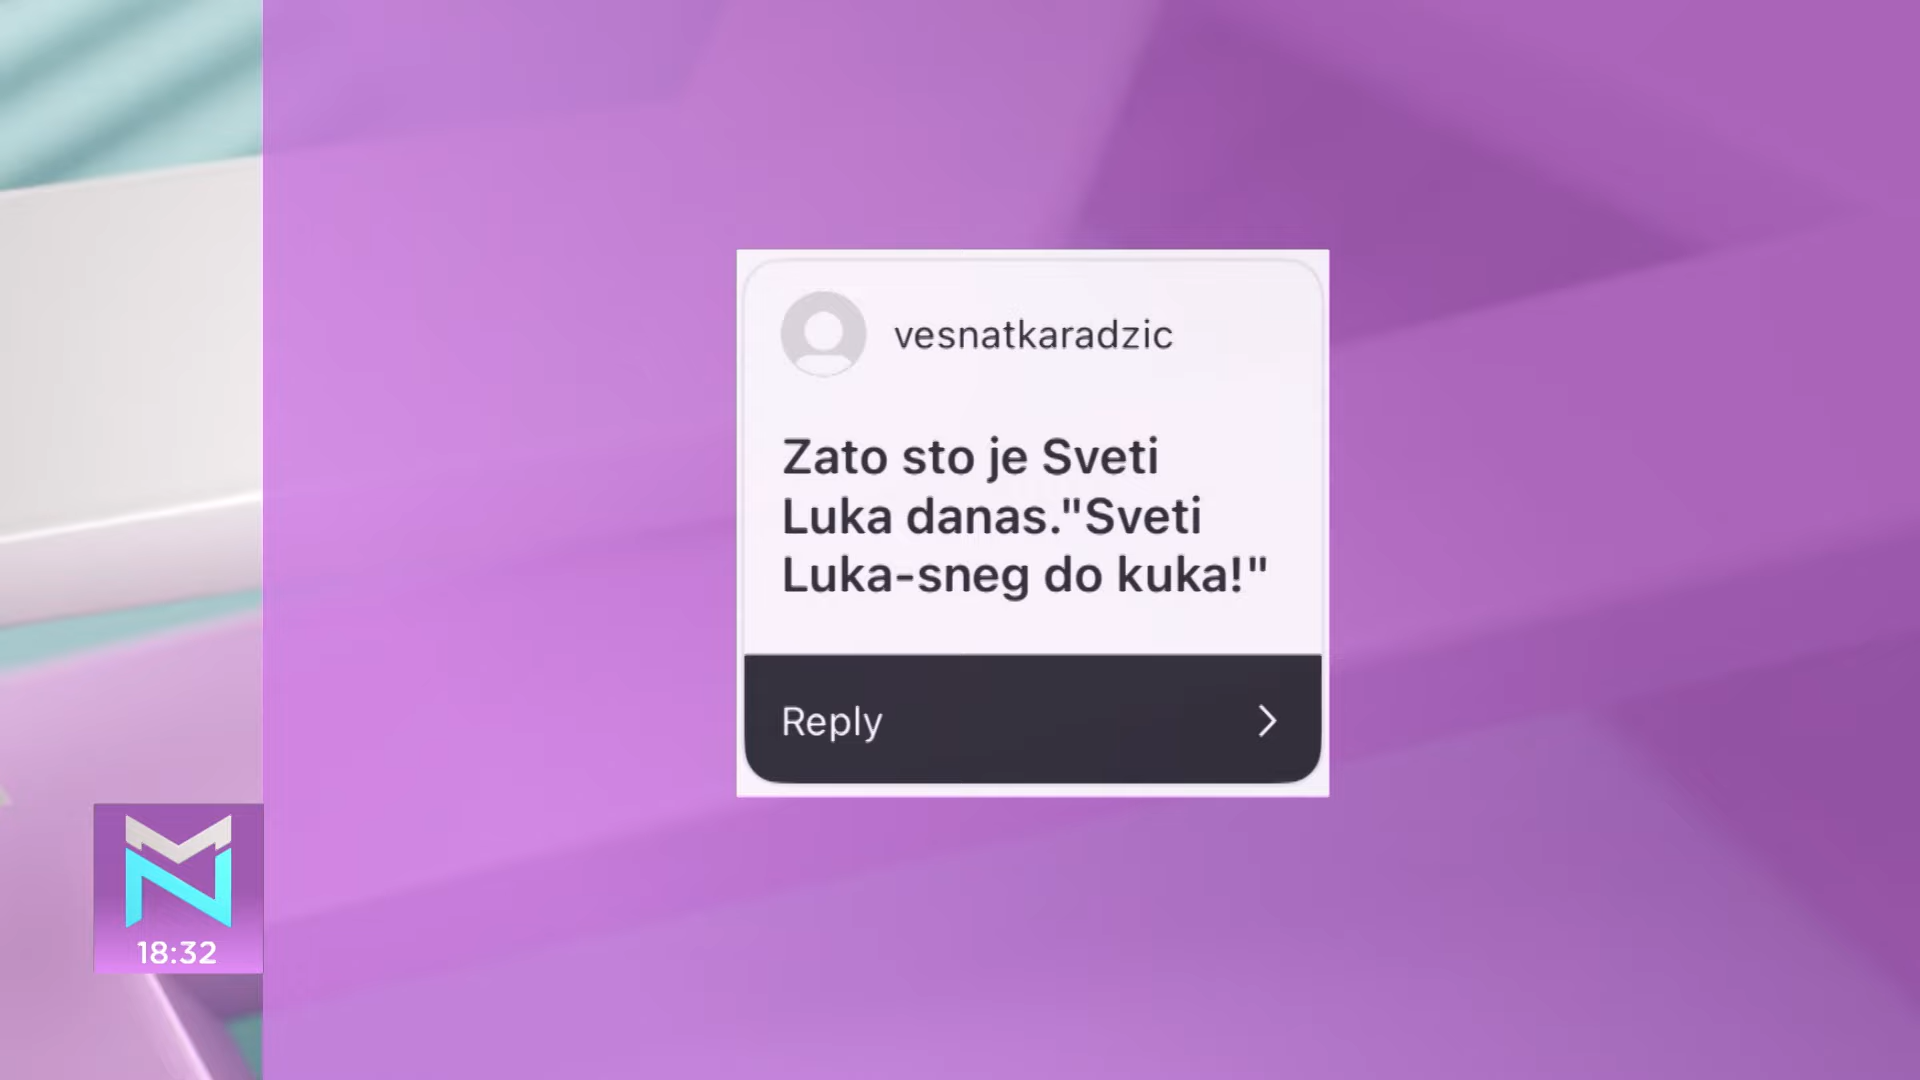 vesnatkaradzic
Zato sto je Sveti
Luka danas."Sveti
Luka-sneg do kuka!"
Reply
18:32